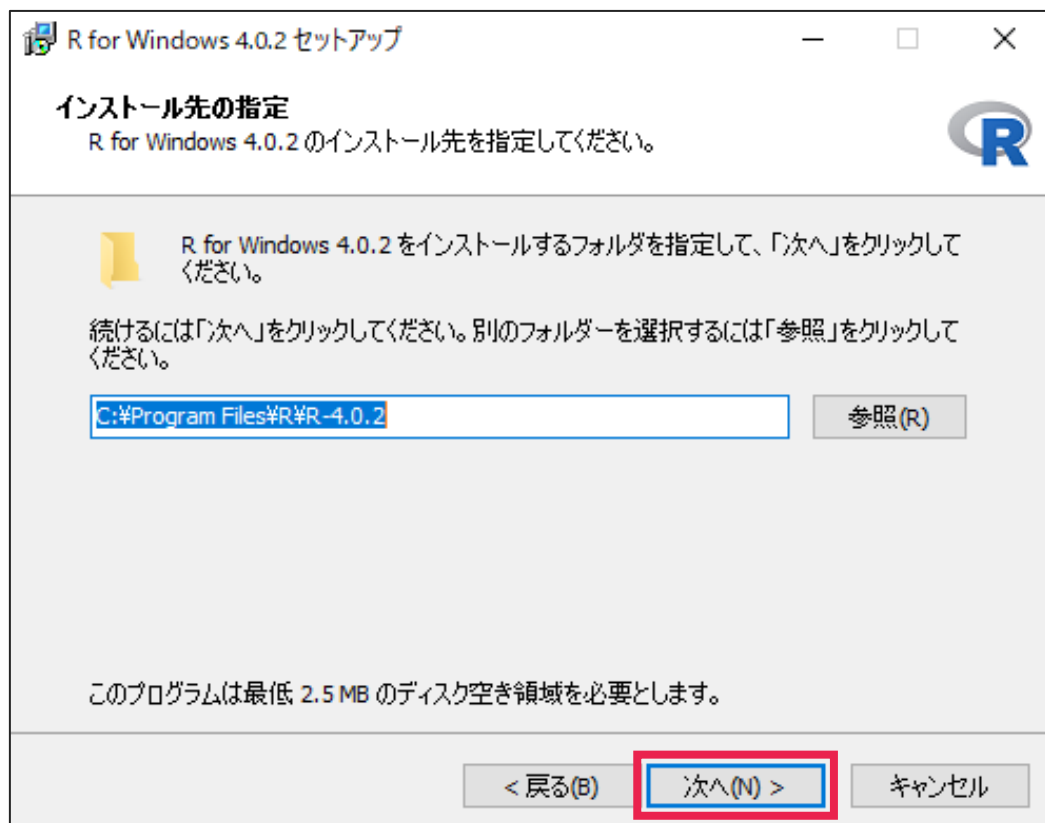 R for Windows 4.0.2 セットアップ
インストール先の指定
R for Windows 4.0.2 のインストール先を指定してください。
R
R for Windows 4.0.2 をインストールするフォルダを指定して、「次へ」をクリックして
ください。
続けるには「次へ」をクリックしてください。別のフォルダーを選択するには「参照」をクリックして
ください。
C:¥Program Files¥R¥R-4.0.2
参照(R)
このプログラムは最低 2.5 MB のディスク空き領域を必要とします。
< 戻る(B)
次へ(N) >
キャンセル